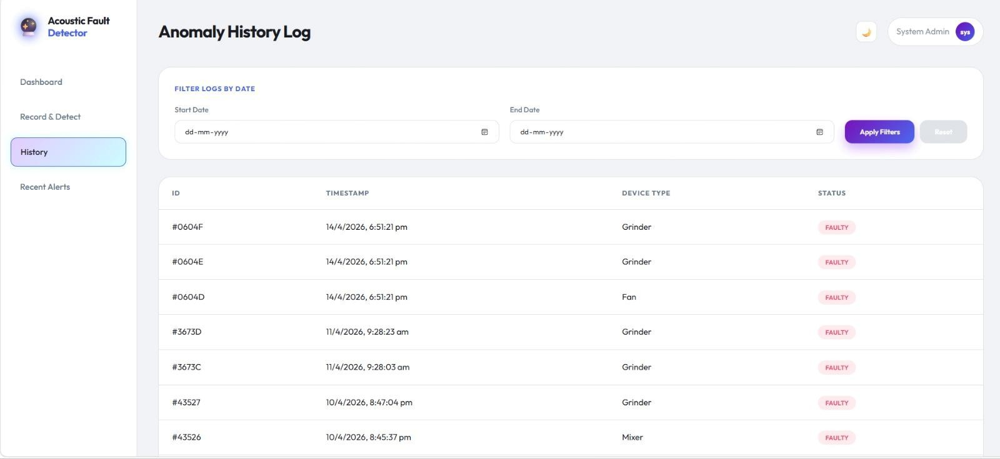 Acoustic Fault
Detector
Dashboard
Record & Detect
History
Recent Alerts
Anomaly History Log
System Admin sys
FILTER LOGS BY DATE
Start Date End Date
dd-mm-yyyy dd-mm-yyyy Apply Filters Reset
ID TIMESTAMP DEVICE TYPE STATUS
#0604F 14/4/2026, 6:51:21 pm Grinder FAULTY
#0604E 14/4/2026, 6:51:21 pm Grinder FAULTY
#0604D 14/4/2026, 6:51:21 pm Fan FAULTY
#3673D 11/4/2026, 9:28:23 am Grinder FAULTY
#3673C 11/4/2026, 9:28:03 am Grinder FAULTY
#43527 10/4/2026, 8:47:04 pm Grinder FAULTY
#43526 10/4/2026, 8:45:37 pm Mixer FAULTY